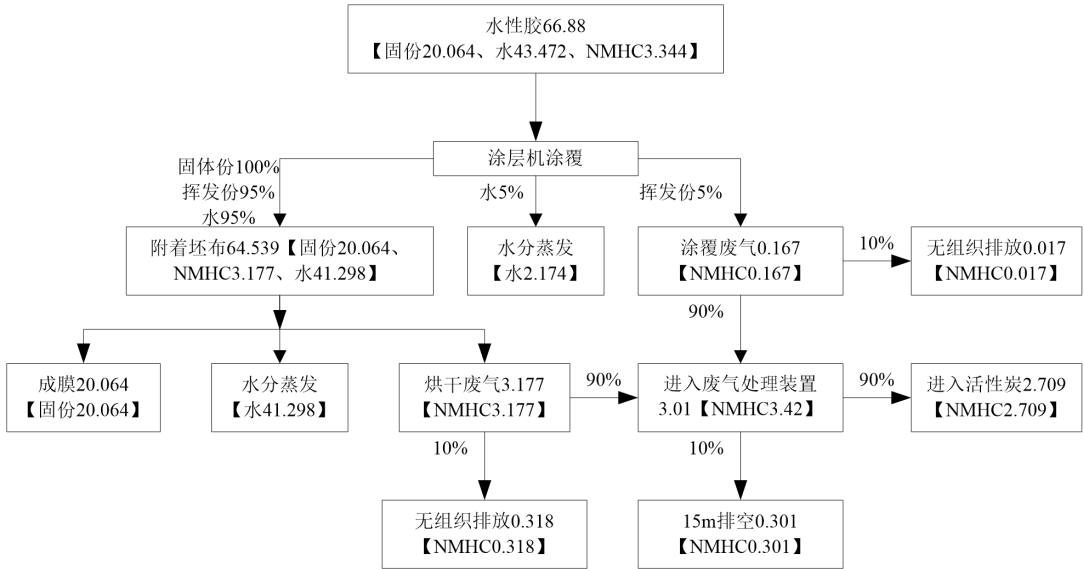 水性胶66.88
【固份20.064、水43.472、NMHC3.344】
涂层机涂覆
固体份100%
挥发份95%
水95%
水5%
挥发份5%
附着坯布64.539【固份20.064、
NMHC3.177、水41.298】
水分蒸发
【水2.174】
涂覆废气0.167
【NMHC0.167】
10%
无组织排放0.017
【NMHC0.017】
90%
成膜20.064
【固份20.064】
水分蒸发
【水41.298】
烘干废气3.177
【NMHC3.177】
90%
进入废气处理装置
3.01【NMHC3.42】
90%
进入活性炭2.709
【NMHC2.709】
10%
10%
无组织排放0.318
【NMHC0.318】
15m排空0.301
【NMHC0.301】